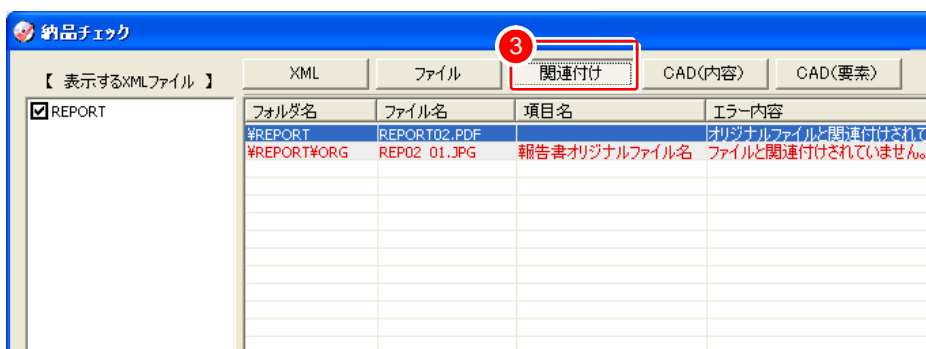 納品チェック
3
【 表示するXMLファイル 】
XML ファイル 関連付け CAD(内容) CAD(要素)
REPORT
フォルダ名 ファイル名 項目名 エラー内容
¥REPORT REPORT02.PDF オリジナルファイルと関連付けされて
¥REPORT¥ORG REP02_01.JPG 報告書オリジナルファイル名 ファイルと関連付けされていません。